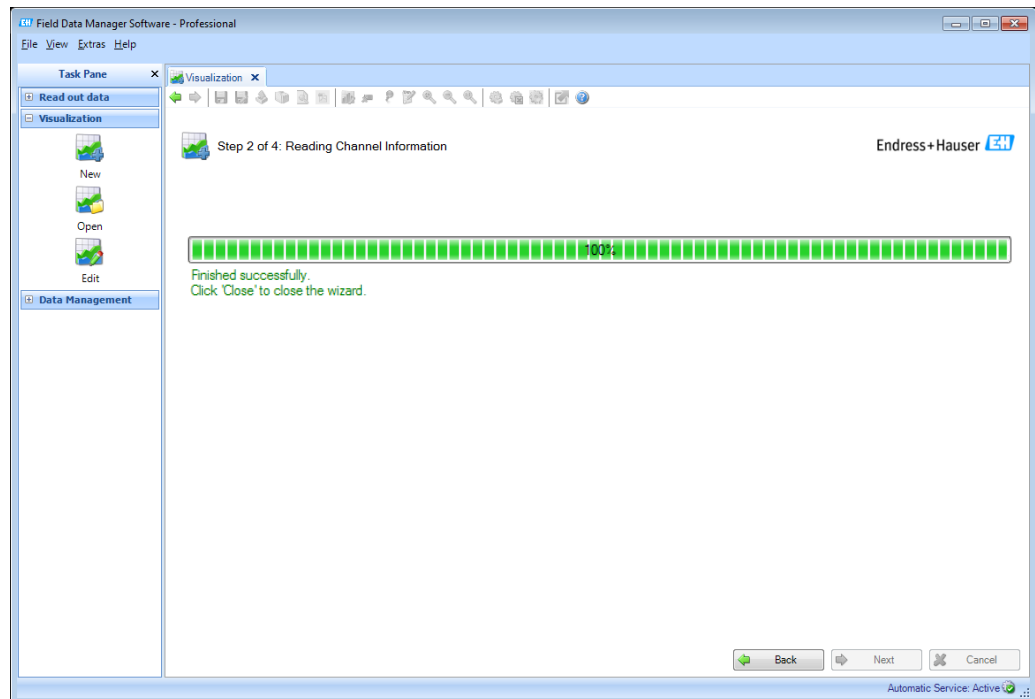 Field Data Manager Software - Professional
File View Extras Help
Task Pane
Read out data
Visualization
New
Open
Edit
Data Management
Visualization
Step 2 of 4: Reading Channel Information
Endress+Hauser EH
100%
Finished successfully.
Click 'Close' to close the wizard.
Back Next Cancel
Automatic Service: Active